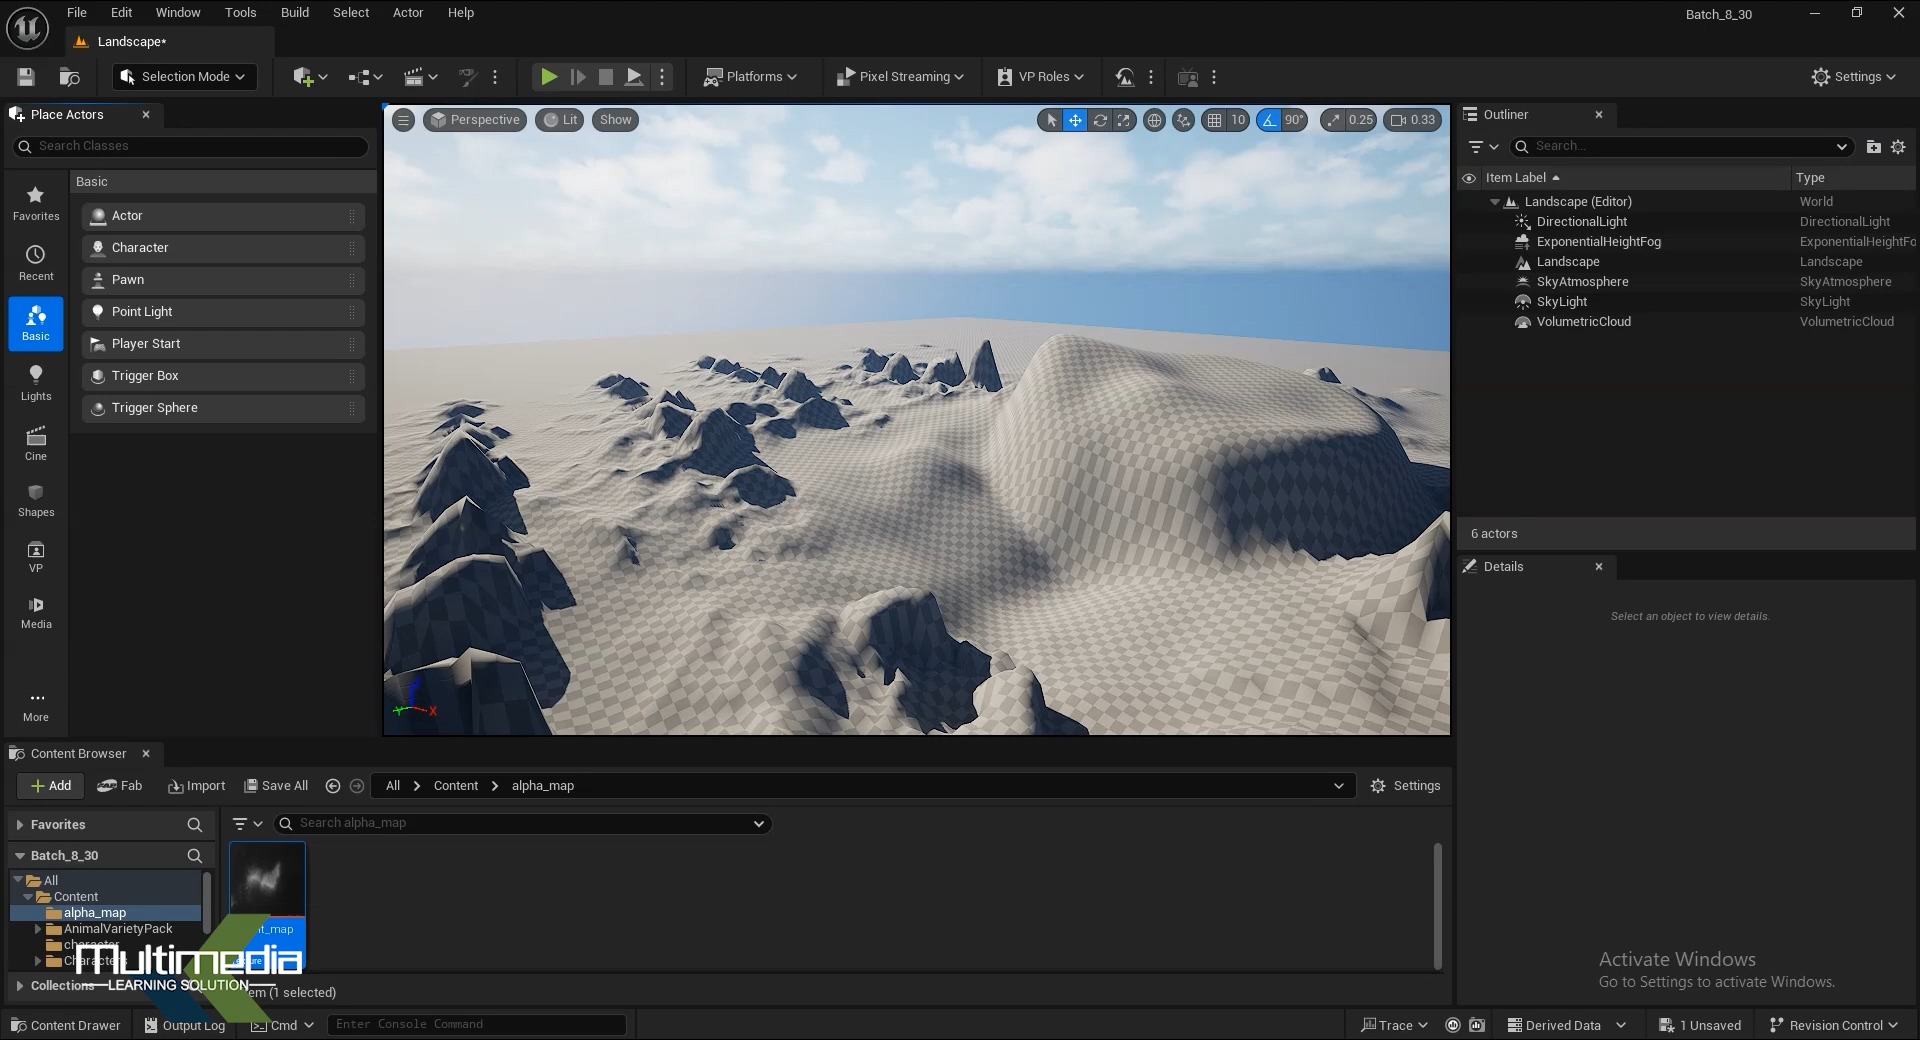 File Edit Window Tools Build Select Actor Help
Batch_8_30
Landscape*
Selection Mode
Platforms
Pixel Streaming
VP Roles
Settings
Place Actors
Search Classes
Basic
Favorites
Recent
Basic
Lights
Cine
Shapes
VP
Media
More
Actor
Character
Pawn
Point Light
Player Start
Trigger Box
Trigger Sphere
Perspective
Lit
Show
10
90°
0.25
0.33
X
Outliner
Search...
Item Label
Type
Landscape (Editor) World
DirectionalLight DirectionalLight
ExponentialHeightFog ExponentialHeightFo
Landscape Landscape
SkyAtmosphere SkyAtmosphere
SkyLight SkyLight
VolumetricCloud VolumetricCloud
6 actors
Details
Select an object to view details.
Content Browser
Add
Fab
Import
Save All
All > Content > alpha_map
Settings
Favorites
Search alpha_map
Batch_8_30
All
Content
alpha_map
AnimalVarietyPack
character
Characters
Collections
t_map
(1 selected)
Multimedia
LEARNING SOLUTION
Activate Windows
Go to Settings to activate Windows.
Content Drawer
Output Log
Cmd
Enter Console Command
Trace
Derived Data
1 Unsaved
Revision Control